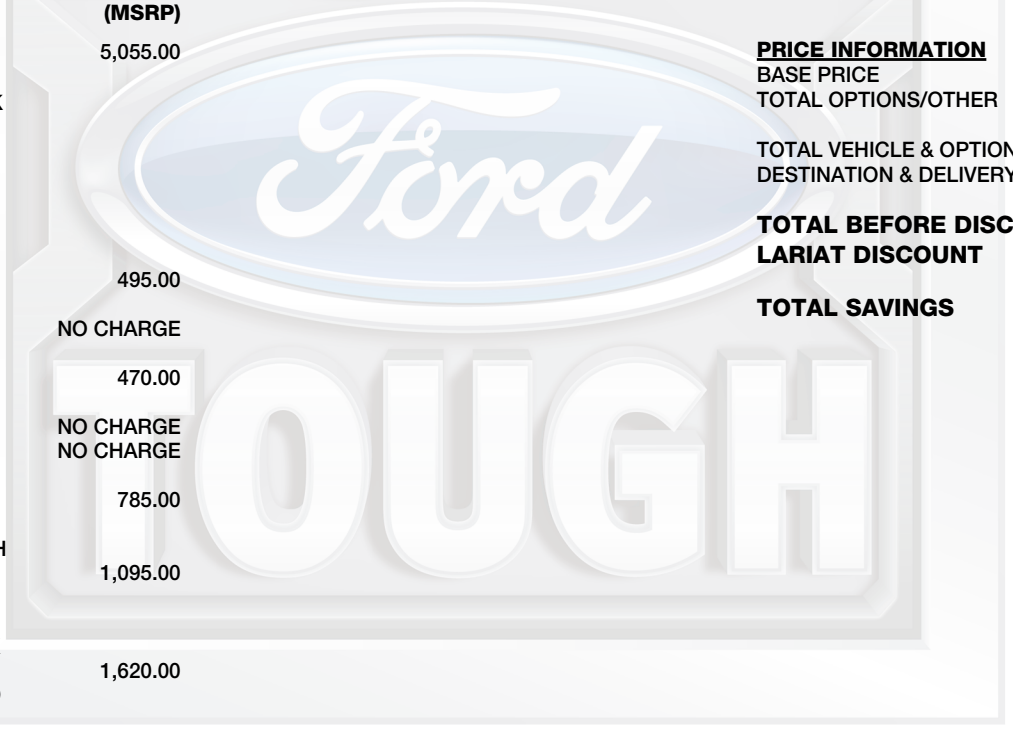 (MSRP)
5,055.00
495.00
NO CHARGE
470.00
NO CHARGE
NO CHARGE
785.00
1,095.00
1,620.00
PRICE INFORMATION
BASE PRICE
TOTAL OPTIONS/OTHER
TOTAL VEHICLE & OPTION
DESTINATION & DELIVERY
TOTAL BEFORE DISC
LARIAT DISCOUNT
TOTAL SAVINGS
Ford
TOUGH